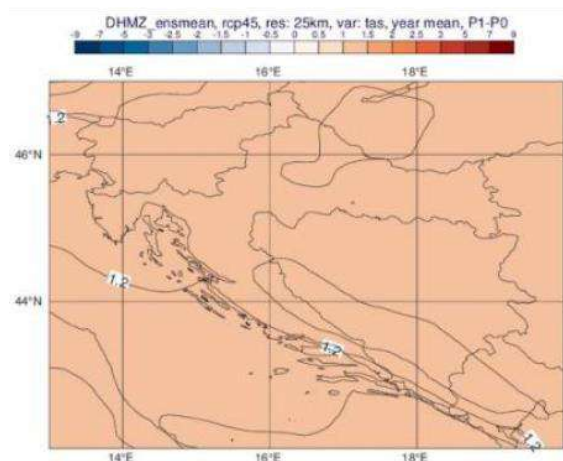 DHMZ_ensmean, rcp45, res: 25km, var: tas, year mean, P1-P0
-9 -7 -5 -3 -2.5 -2 -1.5 -1 -0.5 0 0.5 1 1.5 2 2.5 3 5 7 9
14°E 16°E 18°E
1.2
46°N
1.2
44°N
1.2
1.2
14°E 16°E 18°E